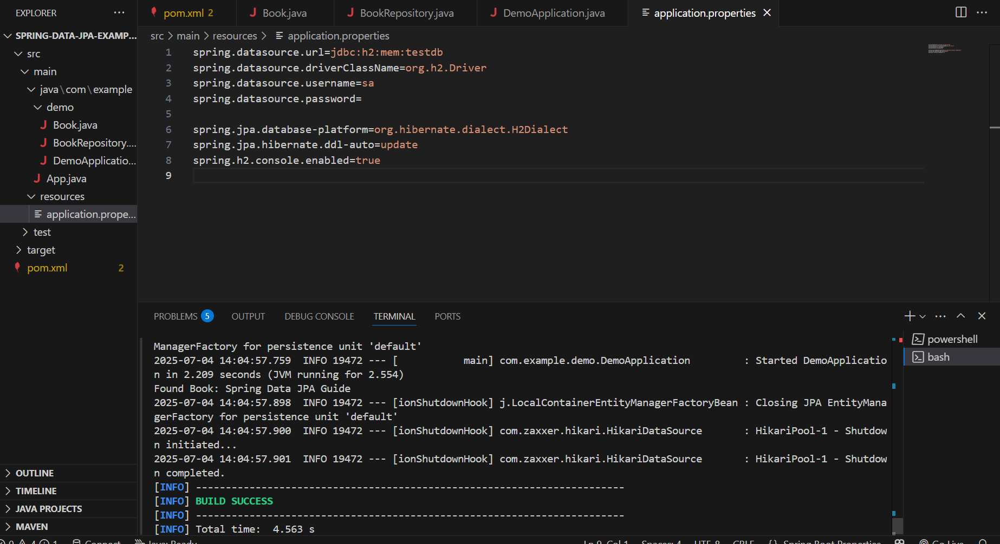 EXPLORER
SPRING-DATA-JPA-EXAMP...
src
main
java\com\example
demo
Book.java
BookRepository....
DemoApplicatio...
App.java
resources
application.prope...
test
target
pom.xml 2
OUTLINE
TIMELINE
JAVA PROJECTS
MAVEN
pom.xml 2
Book.java
BookRepository.java
DemoApplication.java
application.properties
src > main > resources > application.properties
1 spring.datasource.url=jdbc:h2:mem:testdb
2 spring.datasource.driverClassName=org.h2.Driver
3 spring.datasource.username=sa
4 spring.datasource.password=
5
6 spring.jpa.database-platform=org.hibernate.dialect.H2Dialect
7 spring.jpa.hibernate.ddl-auto=update
8 spring.h2.console.enabled=true
9
PROBLEMS 5 OUTPUT DEBUG CONSOLE TERMINAL PORTS
ManagerFactory for persistence unit 'default'
2025-07-04 14:04:57.759  INFO 19472 --- [           main] com.example.demo.DemoApplication         : Started DemoApplicatio
n in 2.209 seconds (JVM running for 2.554)
Found Book: Spring Data JPA Guide
2025-07-04 14:04:57.898  INFO 19472 --- [ionShutdownHook] j.LocalContainerEntityManagerFactoryBean : Closing JPA EntityMana
gerFactory for persistence unit 'default'
2025-07-04 14:04:57.900  INFO 19472 --- [ionShutdownHook] com.zaxxer.hikari.HikariDataSource       : HikariPool-1 - Shutdow
n initiated...
2025-07-04 14:04:57.901  INFO 19472 --- [ionShutdownHook] com.zaxxer.hikari.HikariDataSource       : HikariPool-1 - Shutdow
n completed.
[INFO] ------------------------------------------------------------------------
[INFO] BUILD SUCCESS
[INFO] ------------------------------------------------------------------------
[INFO] Total time:  4.563 s
powershell
bash
0 4 1 Connect Java: Ready Ln 9, Col 1 Spaces: 4 UTF-8 CRLF {} Spring Boot Properties Go Live